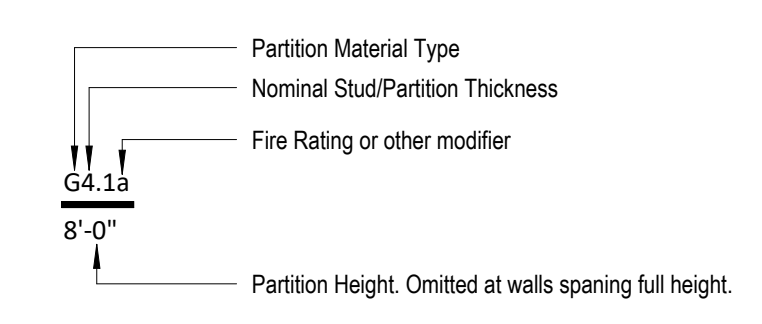 Partition Material Type
Nominal Stud/Partition Thickness
Fire Rating or other modifier
G4.1a
8'-0"
Partition Height. Omitted at walls spaning full height.